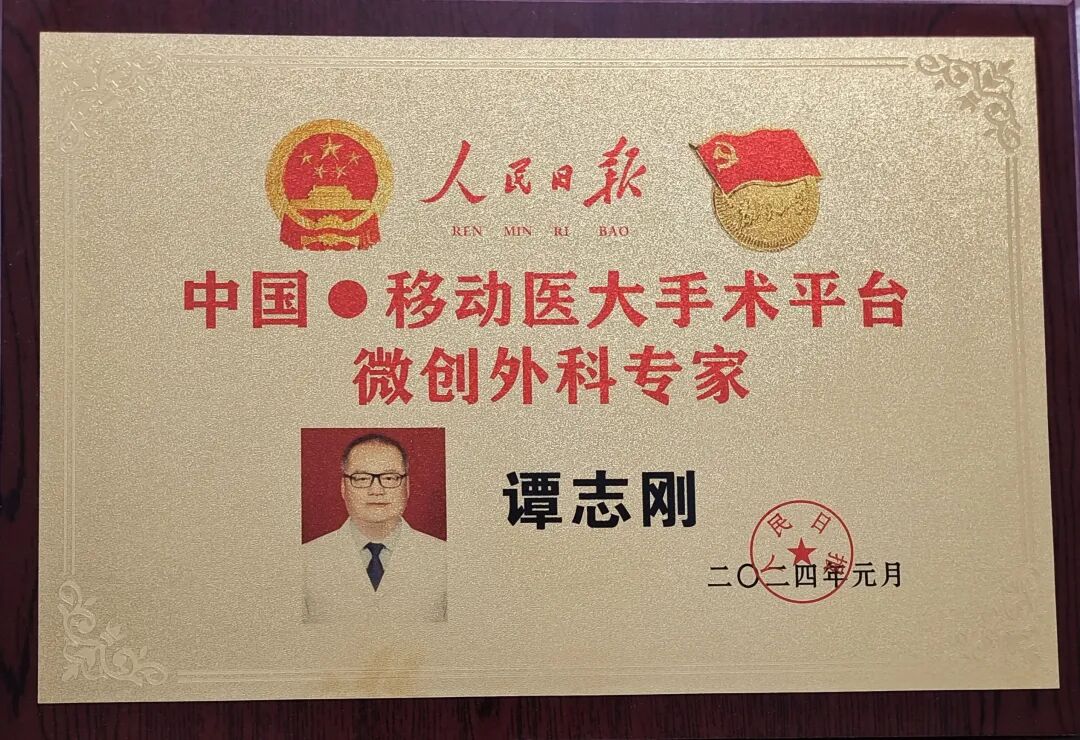 人民日报
REN MIN RI BAO
中国●移动医大手术平台
微创外科专家
谭志刚
人民日报
二〇二四年元月